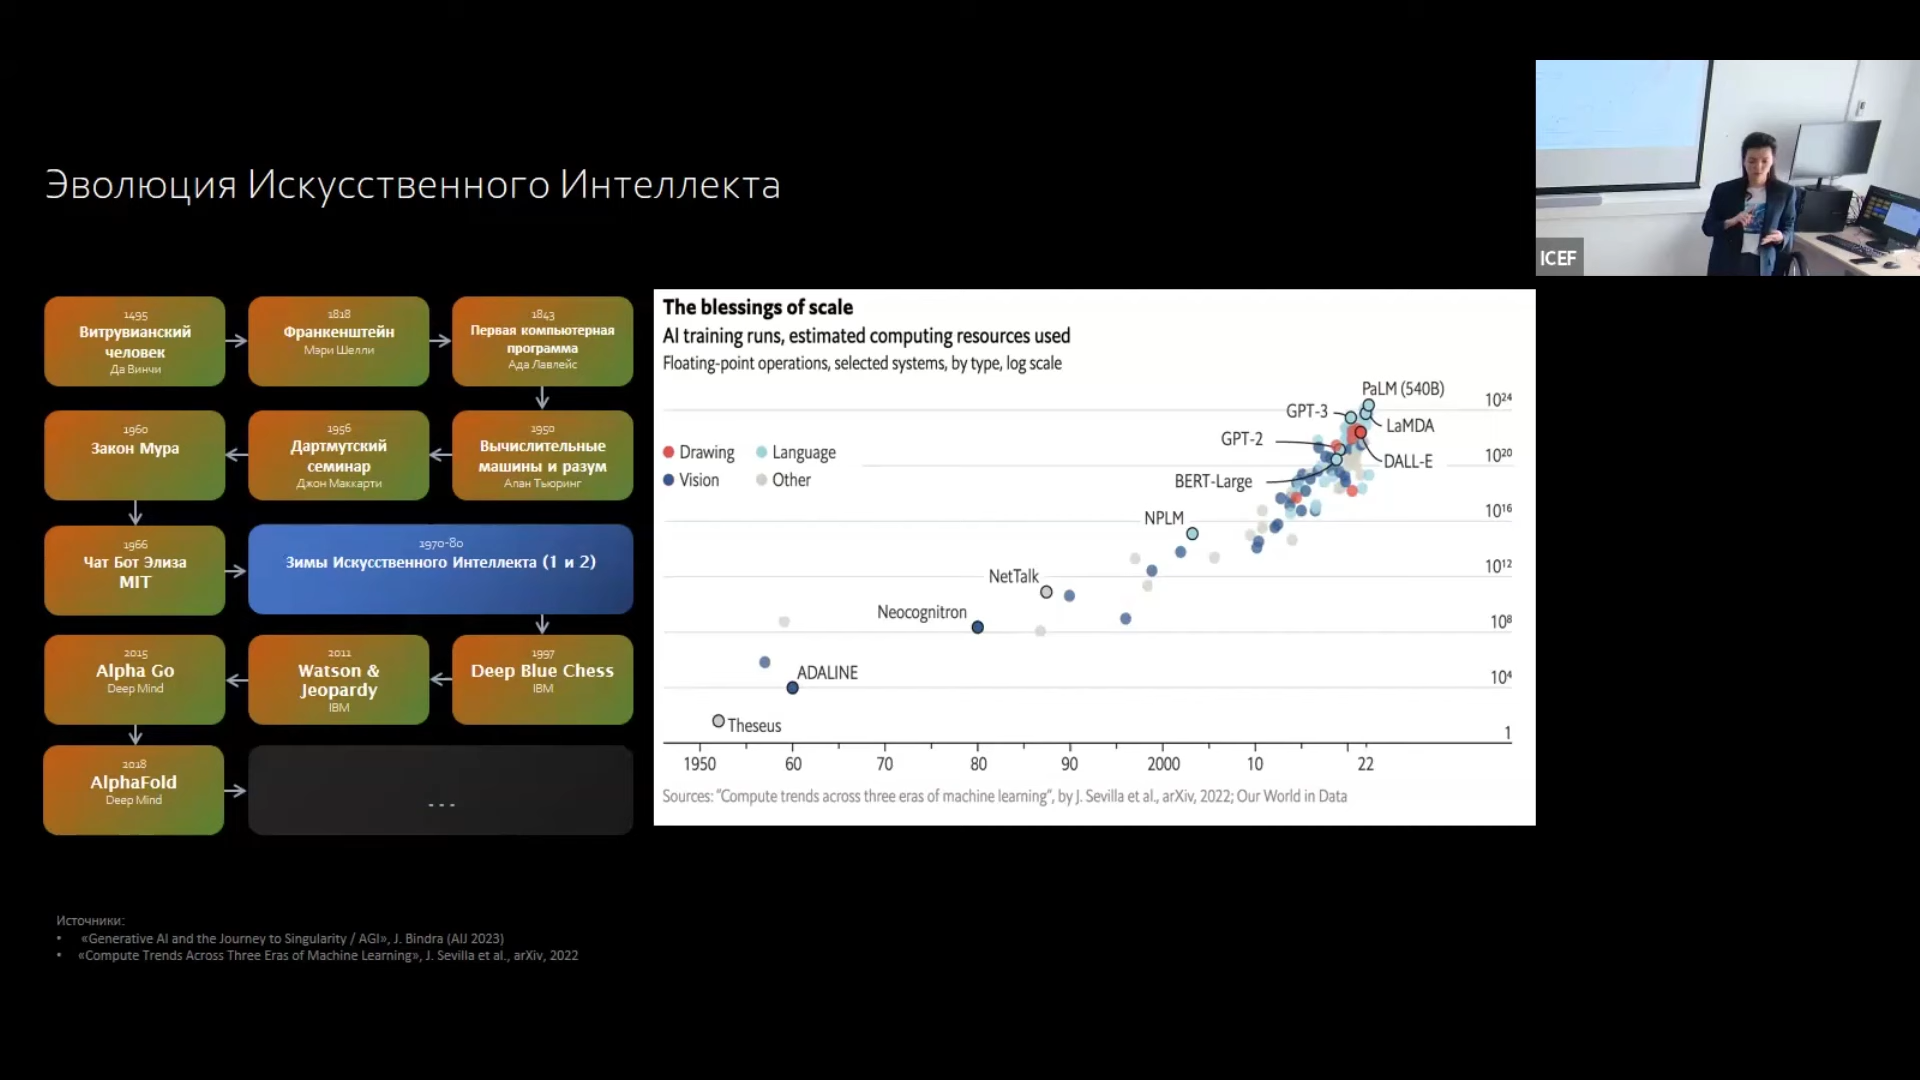 Эволюция Искусственного Интеллекта
ICEF
1495
Витрувианский
человек
Да Винчи
1818
Франкенштейн
Мэри Шелли
1843
Первая компьютерная
программа
Ада Лавлейс
1960
Закон Мура
1956
Дартмутский
семинар
Джон Маккарти
1950
Вычислительные
машины и разум
Алан Тьюринг
1966
Чат Бот Элиза
MIT
1970-80
Зимы Искусственного Интеллекта (1 и 2)
2015
Alpha Go
Deep Mind
2011
Watson &
Jeopardy
IBM
1997
Deep Blue Chess
IBM
2018
AlphaFold
Deep Mind
...
The blessings of scale
AI training runs, estimated computing resources used
Floating-point operations, selected systems, by type, log scale
Drawing
Language
Vision
Other
PaLM (540B)
GPT-3
LaMDA
GPT-2
DALL-E
BERT-Large
NPLM
NetTalk
Neocognitron
ADALINE
Theseus
10²⁴
10²⁰
10¹⁶
10¹²
10⁸
10⁴
1
1950 60 70 80 90 2000 10 22
Sources: “Compute trends across three eras of machine learning”, by J. Sevilla et al., arXiv, 2022; Our World in Data
Источники:
• «Generative AI and the Journey to Singularity / AGI», J. Bindra (AIJ 2023)
• «Compute Trends Across Three Eras of Machine Learning», J. Sevilla et al., arXiv, 2022